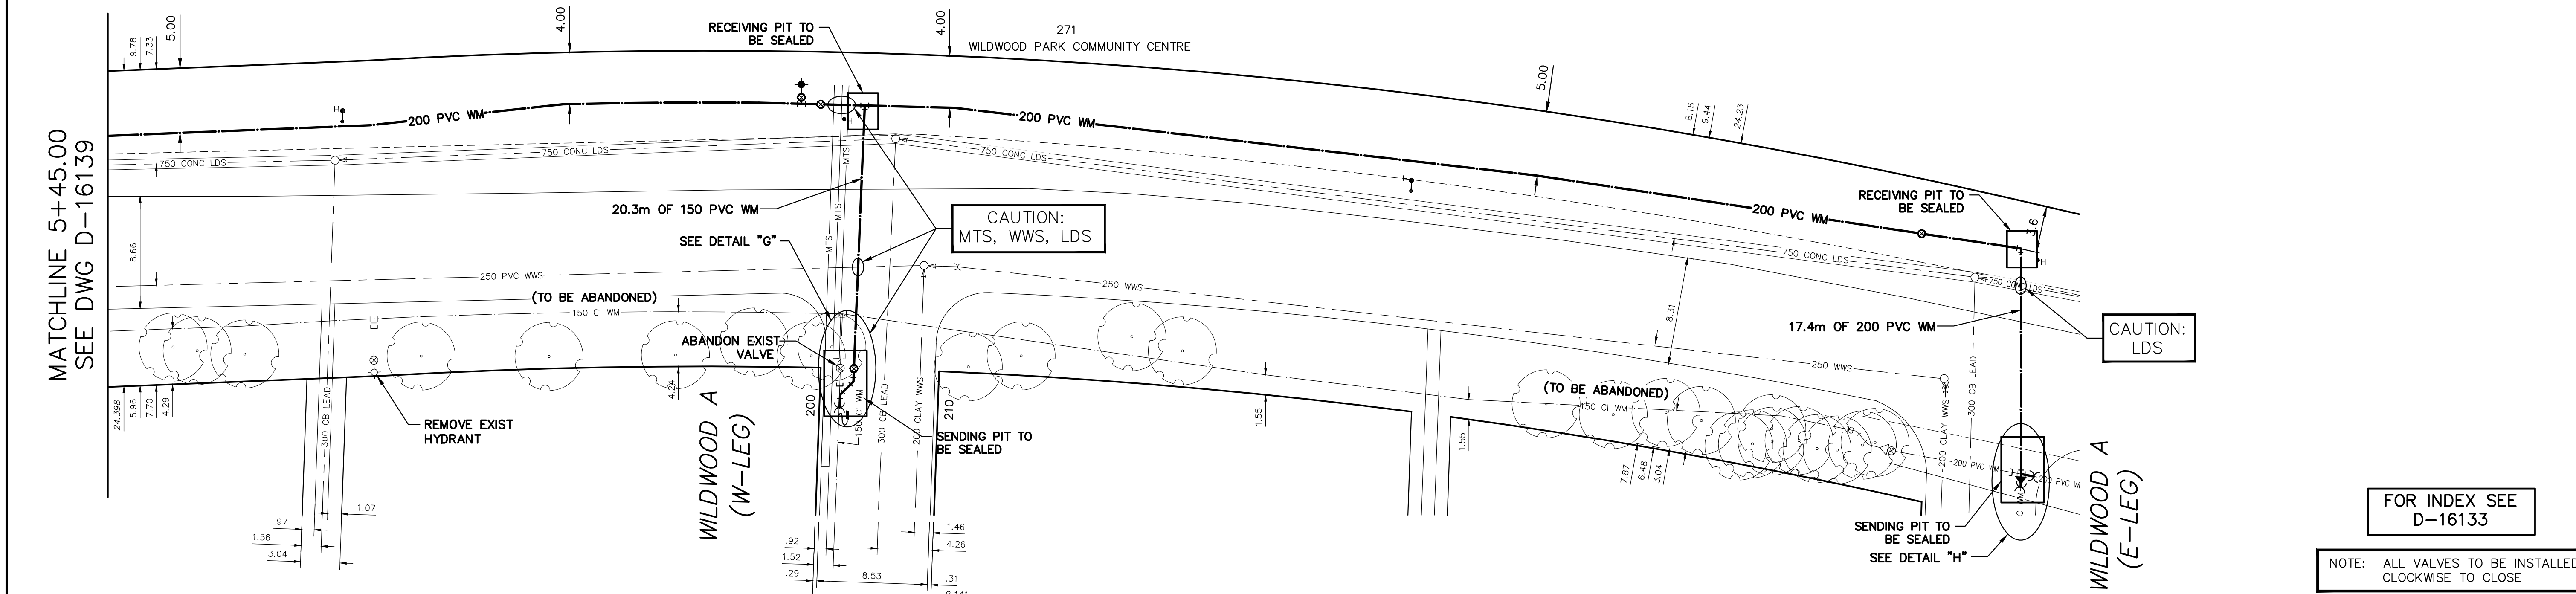 MATCHLINE 5+45.00
SEE DWG D-16139
9.78
7.33
5.00
4.00
RECEIVING PIT TO
BE SEALED
4.00
271
WILDWOOD PARK COMMUNITY CENTRE
5.00
8.15
9.44
24.23
H
200 PVC WM
H
200 PVC WM
H
200 PVC WM
RECEIVING PIT TO
BE SEALED
3.6
H
750 CONC LDS
750 CONC LDS
MTS
750 CONC LDS
750 CONC LDS
750 CONC LDS
20.3m OF 150 PVC WM
MTS
MTS
SEE DETAIL "G"
CAUTION:
MTS, WWS, LDS
8.66
250 PVC WWS
250 WWS
8.31
17.4m OF 200 PVC WM
CAUTION:
LDS
(TO BE ABANDONED)
150 CI WM
ABANDON EXIST
VALVE
250 WWS
(TO BE ABANDONED)
150 CI WM
24.398
5.96
7.70
4.29
300 CB LEAD
REMOVE EXIST
HYDRANT
4.24
WILDWOOD A
(W-LEG)
200
150 CI WM
300 CB LEAD
200 CLAY WWS
210
SENDING PIT TO
BE SEALED
1.55
1.55
7.87
6.48
3.04
200 CLAY WWS
300 CB LEAD
200 PVC WM
SENDING PIT TO
BE SEALED
SEE DETAIL "H"
WILDWOOD A
(E-LEG)
.97
1.56
3.04
1.07
.92
1.52
.29
8.53
1.46
4.26
.31
FOR INDEX SEE
D-16133
NOTE: ALL VALVES TO BE INSTALLED
CLOCKWISE TO CLOSE